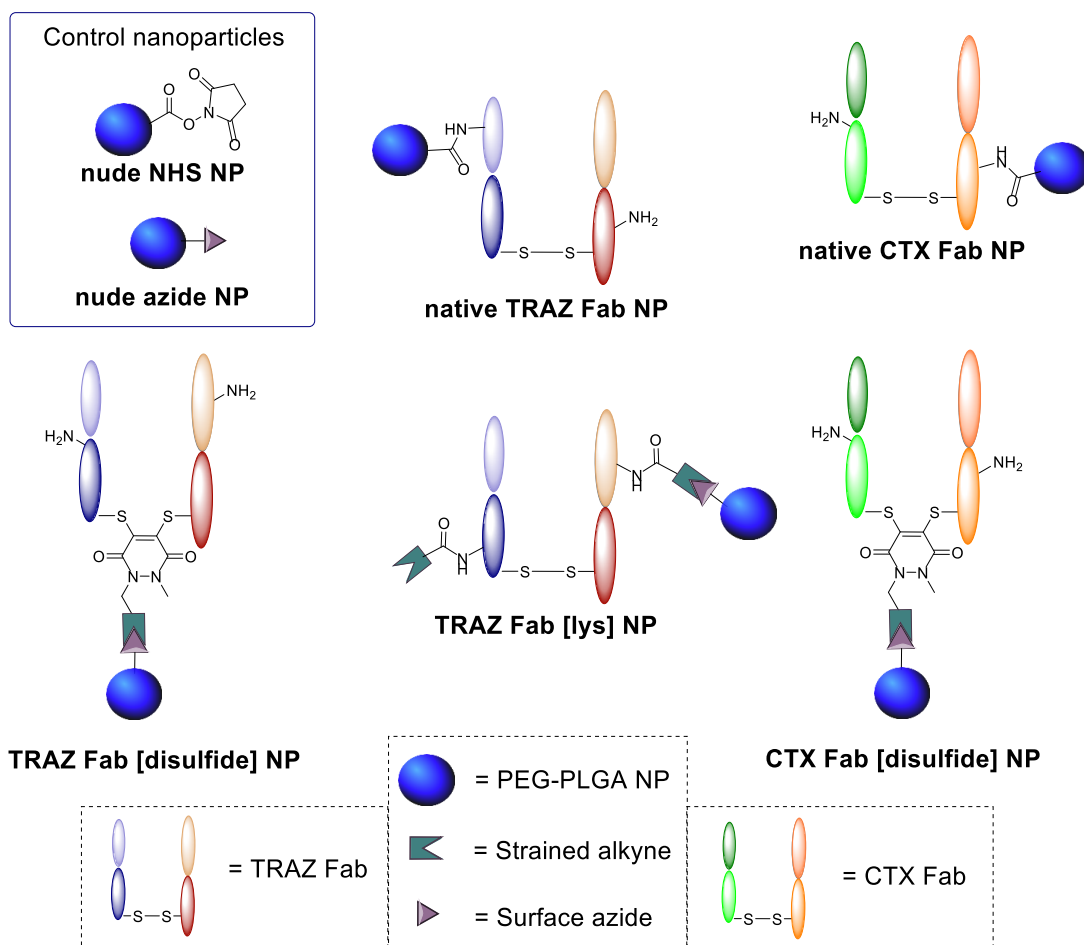 Control nanoparticles
O
O
O
N
O
nude NHS NP
nude azide NP
HN
O
NH2
S
S
native TRAZ Fab NP
H2N
H
N
O
S
S
native CTX Fab NP
NH2
H2N
S
S
O
O
N
N
TRAZ Fab [disulfide] NP
O
N
H
O
N
H
S
S
TRAZ Fab [lys] NP
H2N
NH2
S
S
O
O
N
N
CTX Fab [disulfide] NP
S
S
= TRAZ Fab
= PEG-PLGA NP
= Strained alkyne
= Surface azide
S
S
= CTX Fab